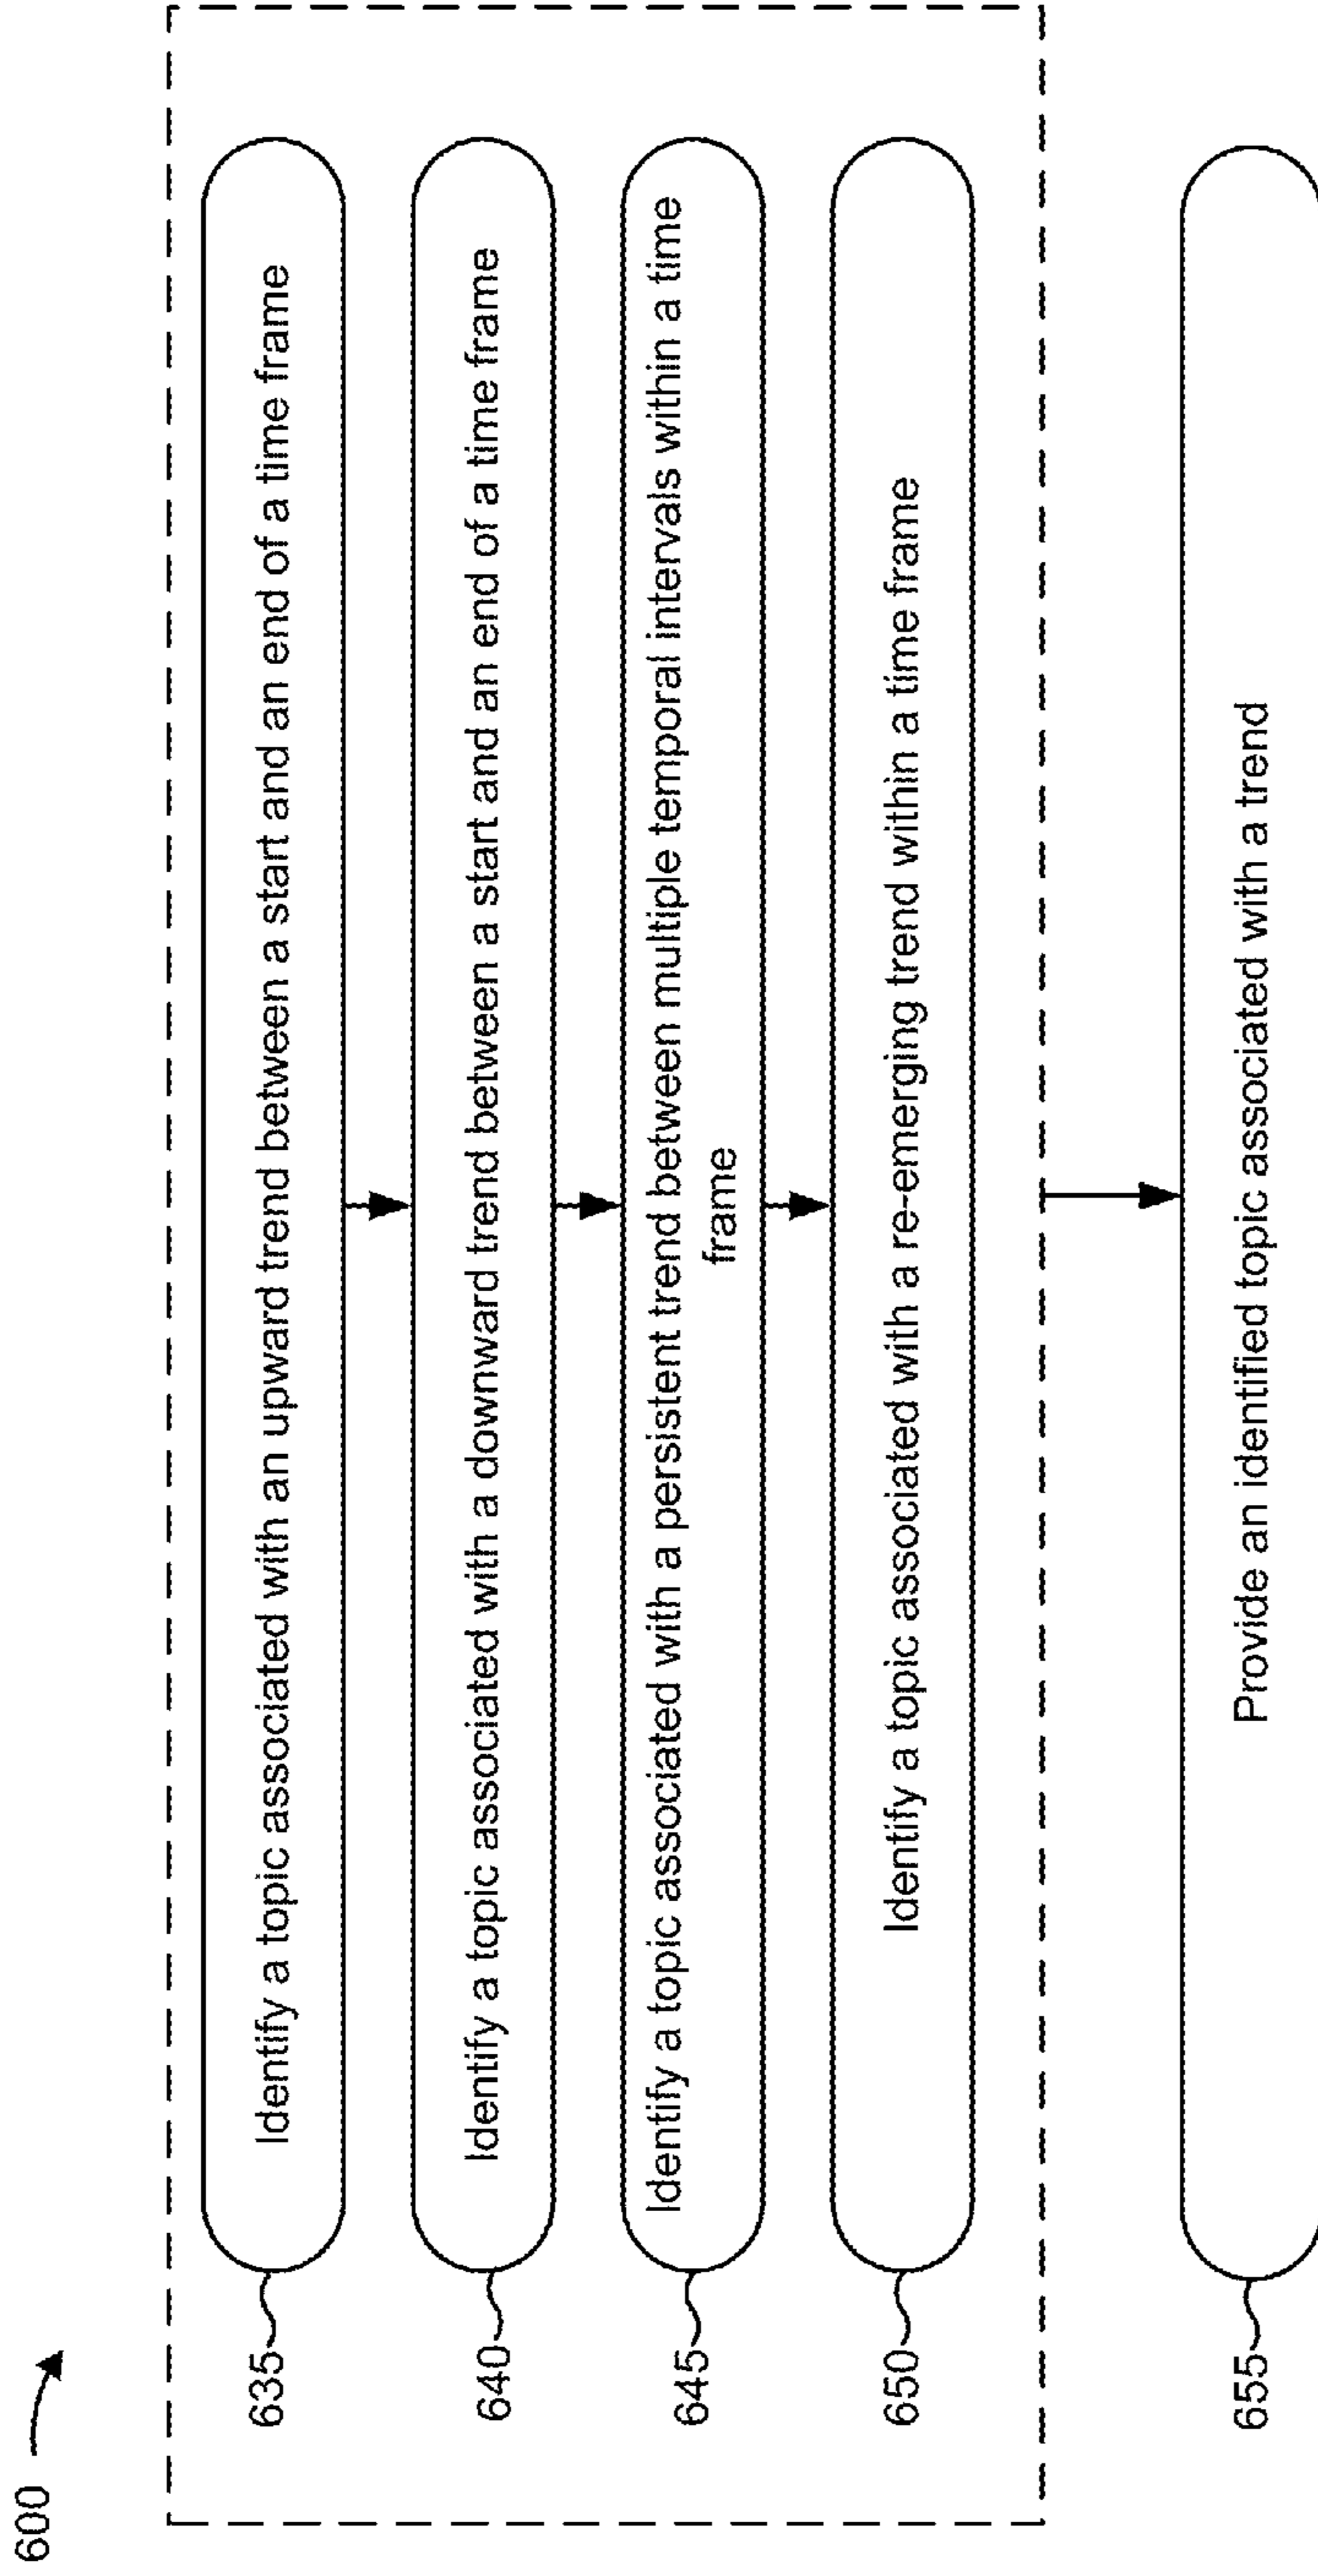 600
635
Identify a topic associated with an upward trend between a start and an end of a time frame
640
Identify a topic associated with a downward trend between a start and an end of a time frame
645
Identify a topic associated with a persistent trend between multiple temporal intervals within a time
frame
650
Identify a topic associated with a re-emerging trend within a time frame
655
Provide an identified topic associated with a trend